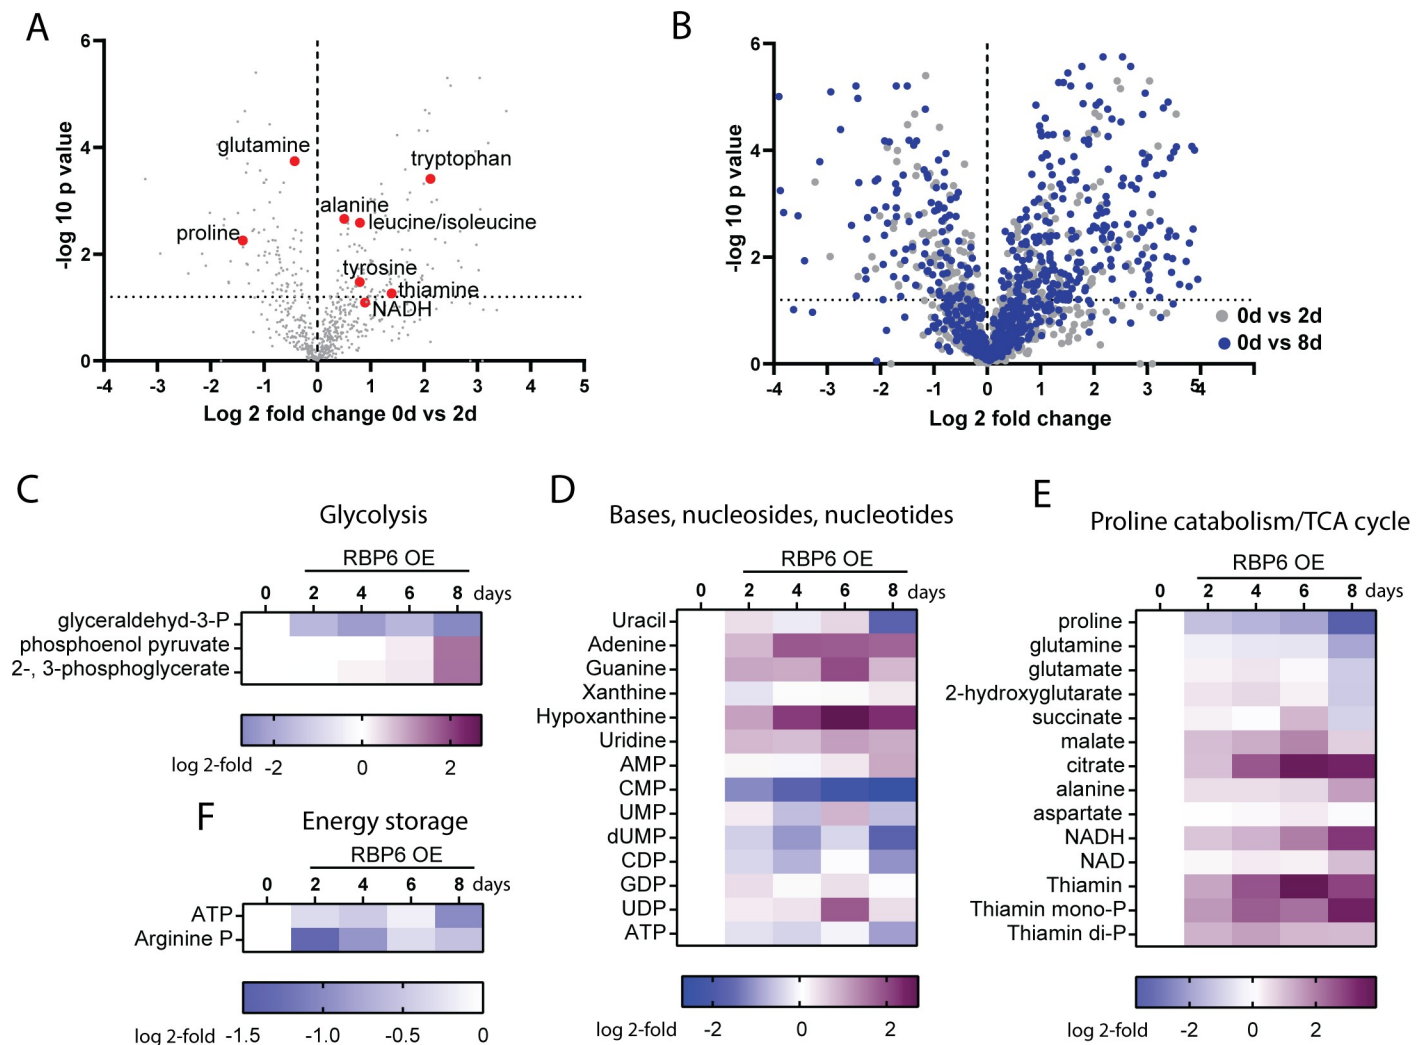 A
6
4
2
0
-log 10 p value
glutamine
tryptophan
alanine
leucine/isoleucine
proline
tyrosine
thiamine
NADH
-4 -3 -2 -1 0 1 2 3 4 5
Log 2 fold change 0d vs 2d
B
6
4
2
0
-log 10 p value
0d vs 2d
0d vs 8d
-4 -3 -2 -1 0 1 2 3 4 5
Log 2 fold change
C
Glycolysis
RBP6 OE
0 2 4 6 8 days
glyceraldehyd-3-P
phosphoenol pyruvate
2-, 3-phosphoglycerate
log 2-fold -2 0 2
D
Bases, nucleosides, nucleotides
RBP6 OE
0 2 4 6 8 days
Uracil
Adenine
Guanine
Xanthine
Hypoxanthine
Uridine
AMP
CMP
UMP
dUMP
CDP
GDP
UDP
ATP
log 2-fold -2 0 2
E
Proline catabolism/TCA cycle
RBP6 OE
0 2 4 6 8 days
proline
glutamine
glutamate
2-hydroxyglutarate
succinate
malate
citrate
alanine
aspartate
NADH
NAD
Thiamin
Thiamin mono-P
Thiamin di-P
log 2-fold -2 0 2
F
Energy storage
RBP6 OE
0 2 4 6 8 days
ATP
Arginine P
log 2-fold -1.5 -1.0 -0.5 0